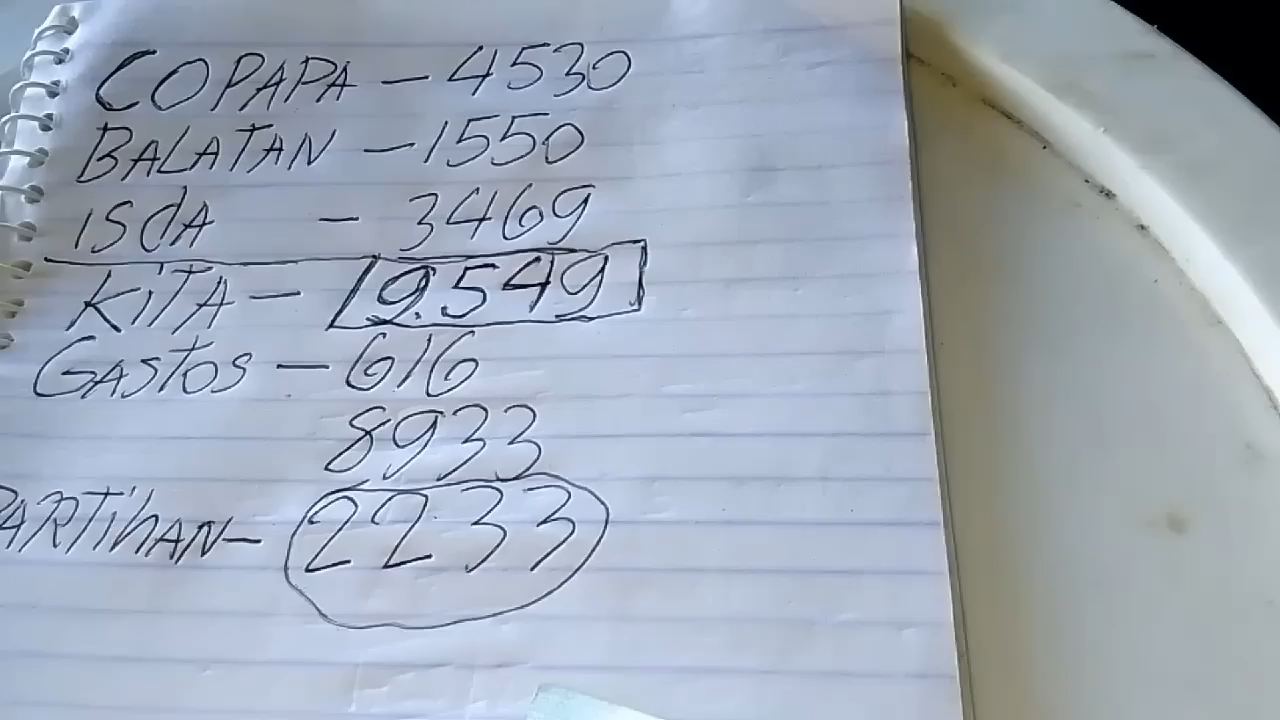 COPAPA - 4530
BALATAN - 1550
ISdA - 3469
KiTA - 9.549
GASTOS - 616
8933
PARTihAN - 2233